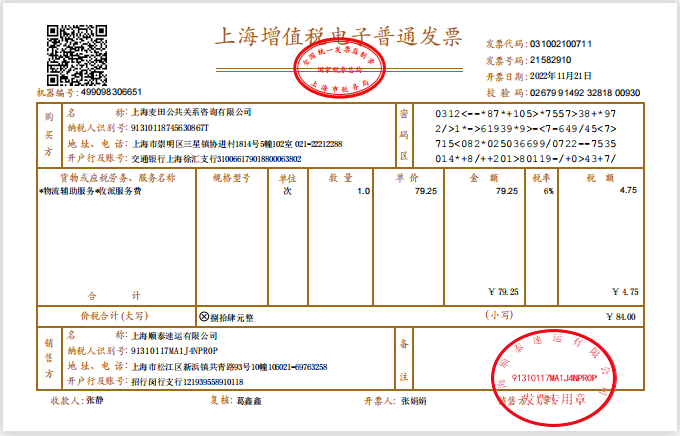 上海增值税电子普通发票
全国统一发票监制章
国家税务总局
上海市税务局
发票代码:031002100711
发票号码:21582910
开票日期:2022年11月21日
机器编号:499098306651
校 验 码:02679 91492 32818 00930
购买方
名 称:上海麦田公共关系咨询有限公司
纳税人识别号:91310118745630867T
地 址、电 话:上海市崇明区三星镇协进村1814号5幢102室 021-22212288
开户行及账号:交通银行上海徐汇支行310066179018800063802
密码区
0312<--*87*+105>*7557>38+*97
2/>1*->61939*9>-<7-649/45<7>
715<082*025036699/0722--7535
014*+8/++201>80119-/+0>43+7/
货物或应税劳务、服务名称 规格型号 单位 数 量 单 价 金 额 税率 税 额
*物流辅助服务*收派服务费 次 1.0 79.25 79.25 6% 4.75
合 计 ￥79.25 ￥4.75
价税合计(大写) ⊗捌拾肆元整 (小写) ￥84.00
销售方
名 称:上海顺泰速运有限公司
纳税人识别号:91310117MA1J4NPR0P
地 址、电 话:上海市松江区新浜镇共青路93号10幢106021-69763258
开户行及账号:招行闵行支行121939558910118
备注
91310117MA1J4NPR0P
发票专用章
收款人:张静 复核:葛鑫鑫 开票人:张娟娟 销售方:(章)